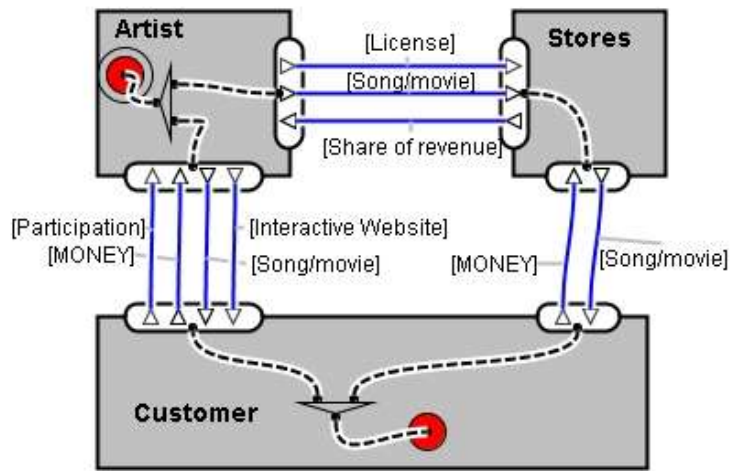 Artist
[License]
Stores
[Song/movie]
[Share of revenue]
[Participation]
[Interactive Website]
[MONEY]
[Song/movie]
[MONEY]
[Song/movie]
Customer